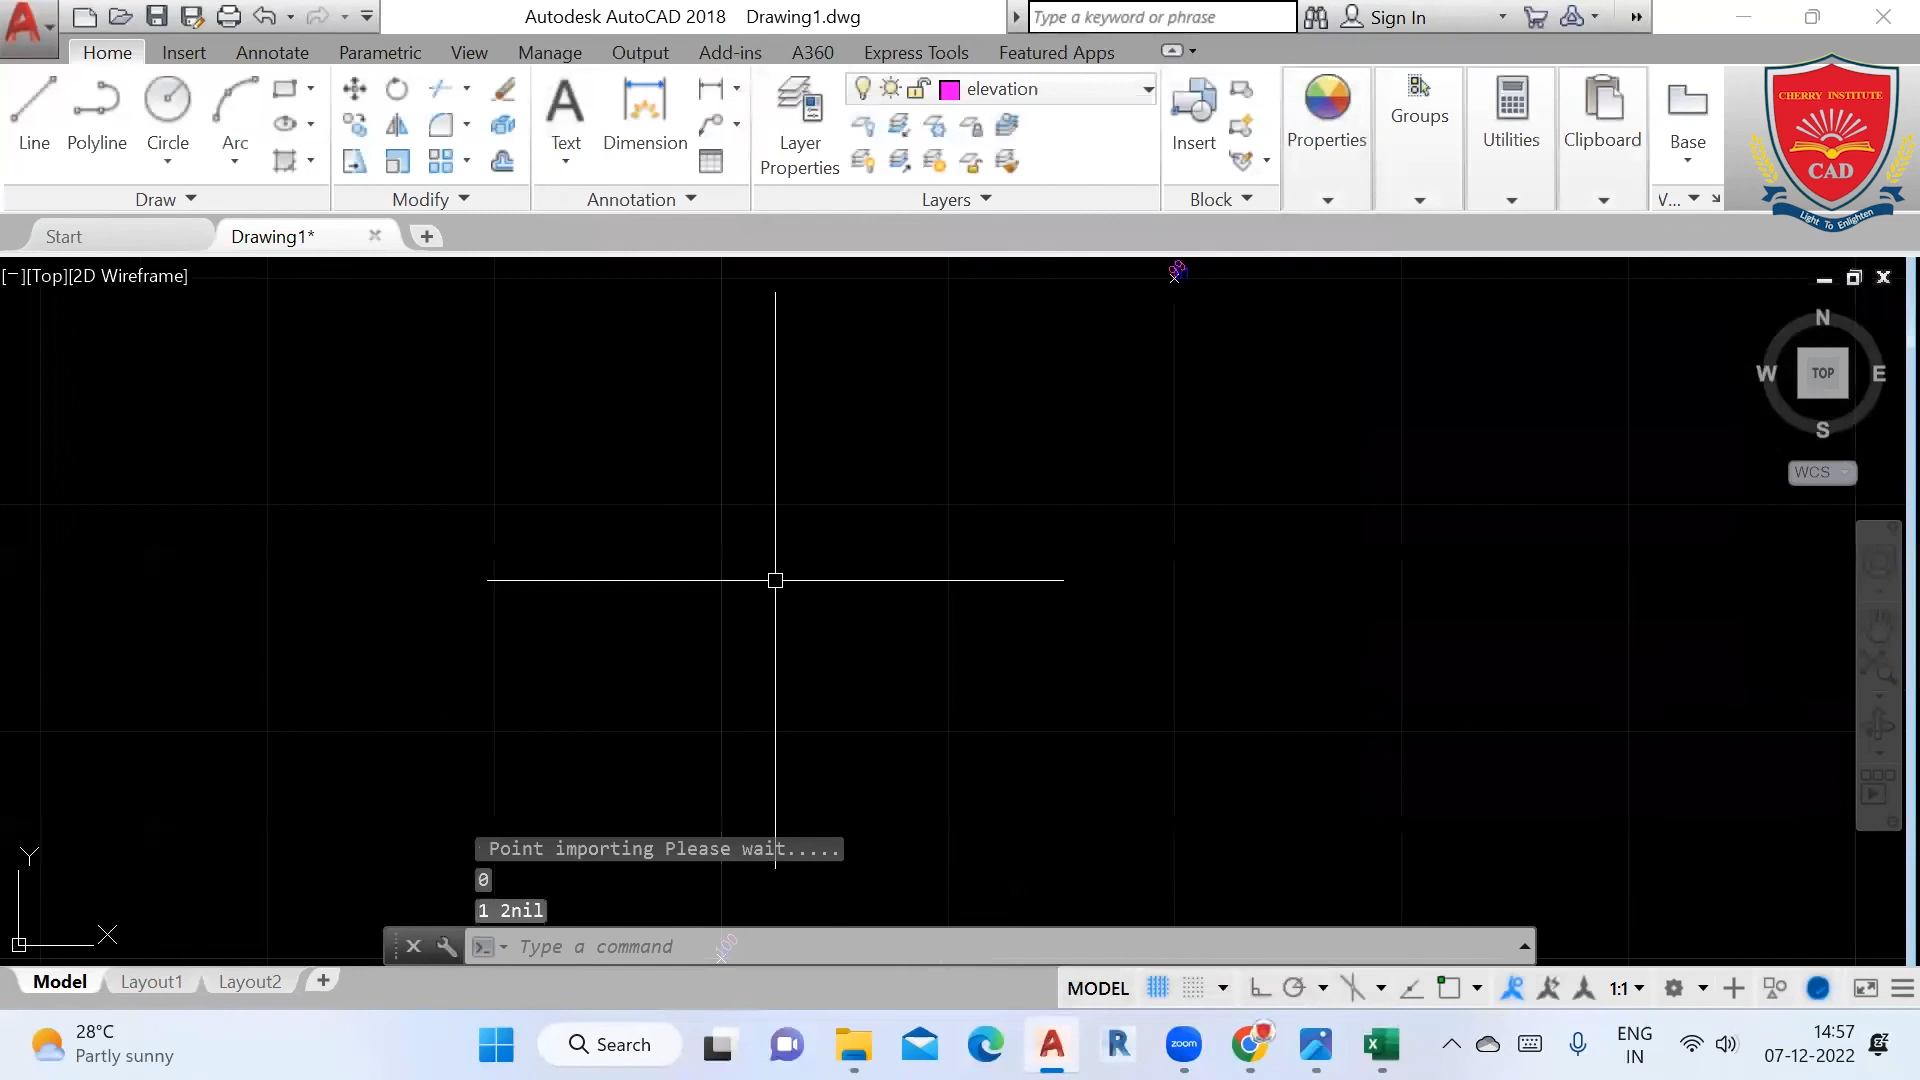 Autodesk AutoCAD 2018 Drawing1.dwg
Type a keyword or phrase
Sign In
Home Insert Annotate Parametric View Manage Output Add-ins A360 Express Tools Featured Apps
Line Polyline Circle Arc
Text Dimension
Layer Properties
elevation
Insert
Properties
Groups
Utilities
Clipboard
Base
Draw Modify Annotation Layers Block V...
CHERRY INSTITUTE
CAD
Light To Enlighten
Start Drawing1*
[−][Top][2D Wireframe]
N
W TOP E
S
WCS
Y
X
Point importing Please wait.....
0
1 2nil
Type a command
100
Model Layout1 Layout2
MODEL 1:1
28°C
Partly sunny
Search
zoom
ENG
IN
14:57
07-12-2022